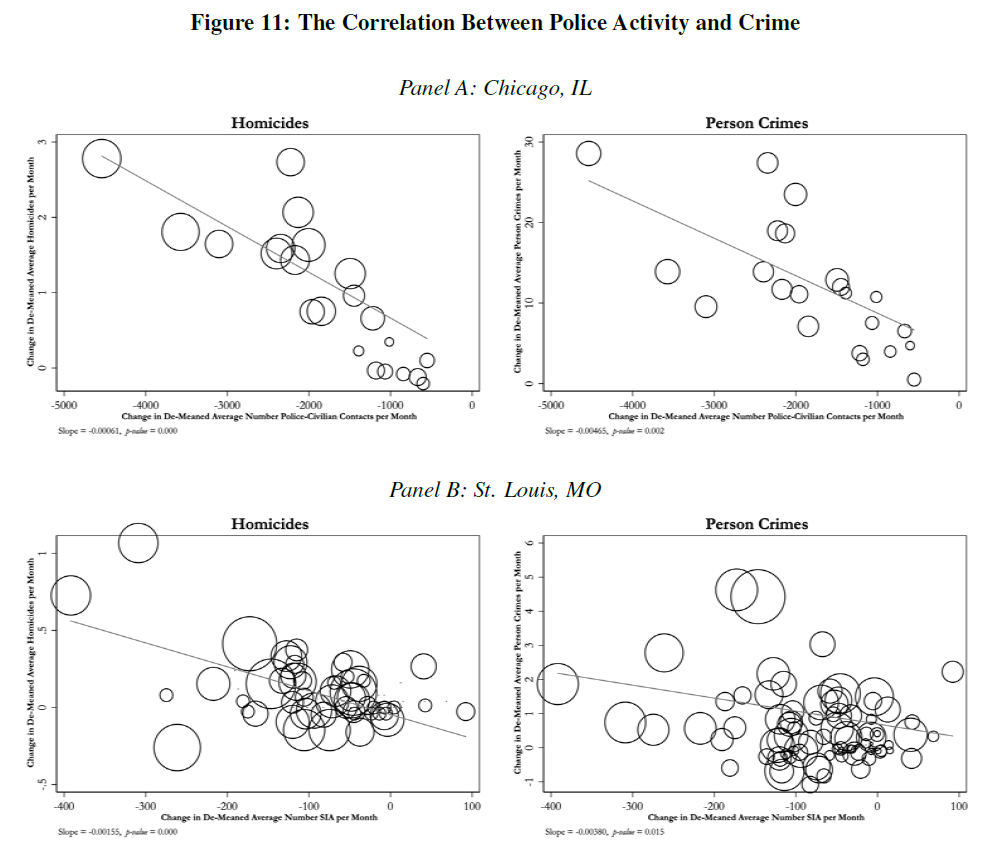 Figure 11: The Correlation Between Police Activity and Crime
Panel A: Chicago, IL
Homicides
Change in De-Meaned Average Homicides per Month
3
2
1
0
-5000 -4000 -3000 -2000 -1000 0
Change in De-Meaned Average Number Police-Civilian Contacts per Month
Slope = -0.00061, p-value = 0.000
Person Crimes
Change in De-Meaned Average Person Crimes per Month
30
20
10
0
-5000 -4000 -3000 -2000 -1000 0
Change in De-Meaned Average Number Police-Civilian Contacts per Month
Slope = -0.00465, p-value = 0.002
Panel B: St. Louis, MO
Homicides
Change in De-Meaned Average Homicides per Month
1
.5
0
-.5
-400 -300 -200 -100 0 100
Change in De-Meaned Average Number SIA per Month
Slope = -0.00155, p-value = 0.000
Person Crimes
Change in De-Meaned Average Person Crimes per Month
6
5
4
3
2
1
0
-1
-400 -300 -200 -100 0 100
Change in De-Meaned Average Number SIA per Month
Slope = -0.00380, p-value = 0.015